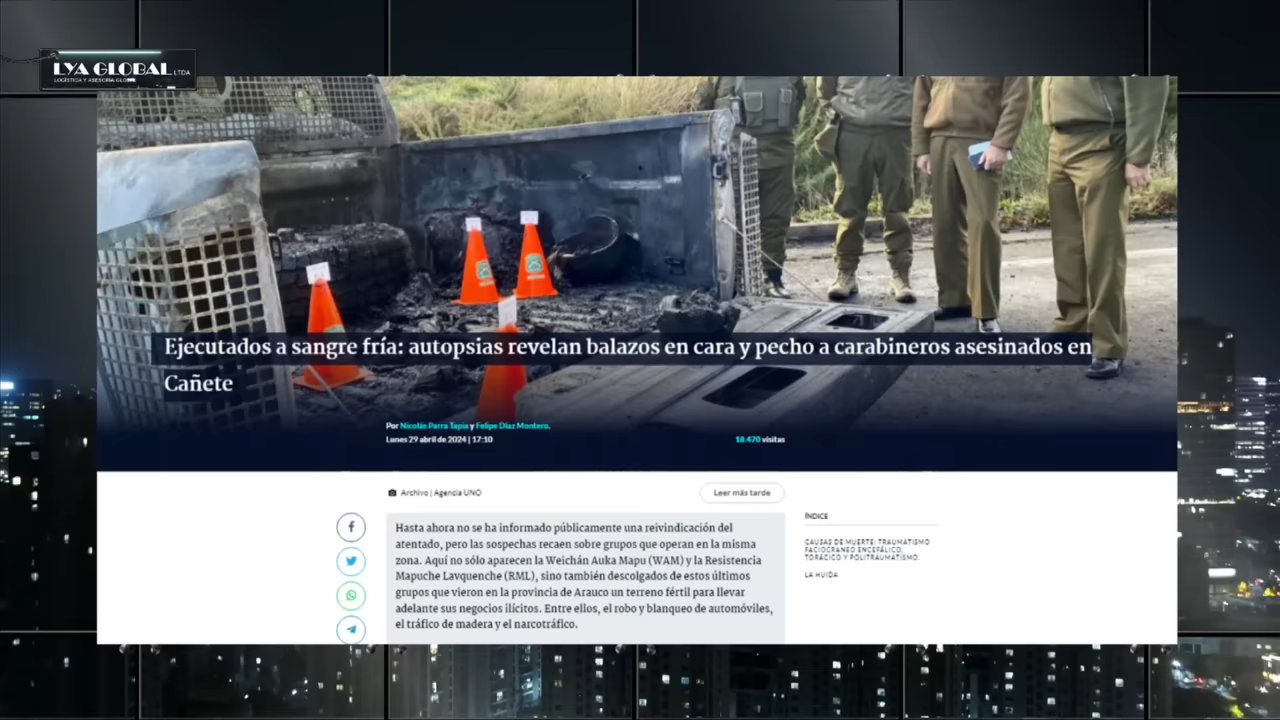 LYA GLOBAL LTDA
LOGÍSTICA Y ASESORÍA GLOBAL
Ejecutados a sangre fría: autopsias revelan balazos en cara y pecho a carabineros asesinados en
Cañete
Por Nicolás Parra Tapia y Felipe Díaz Montero.
Lunes 29 abril de 2024 | 17:10
18.470 visitas
Archivo | Agencia UNO
Leer más tarde
Hasta ahora no se ha informado públicamente una reivindicación del
atentado, pero las sospechas recaen sobre grupos que operan en la misma
zona. Aquí no sólo aparecen la Weichán Auka Mapu (WAM) y la Resistencia
Mapuche Lavquenche (RML), sino también descolgados de estos últimos
grupos que vieron en la provincia de Arauco un terreno fértil para llevar
adelante sus negocios ilícitos. Entre ellos, el robo y blanqueo de automóviles,
el tráfico de madera y el narcotráfico.
ÍNDICE
CAUSAS DE MUERTE: TRAUMATISMO
FACIOCRANEO ENCEFÁLICO,
TORÁCICO Y POLITRAUMATISMO.
LA HUIDA